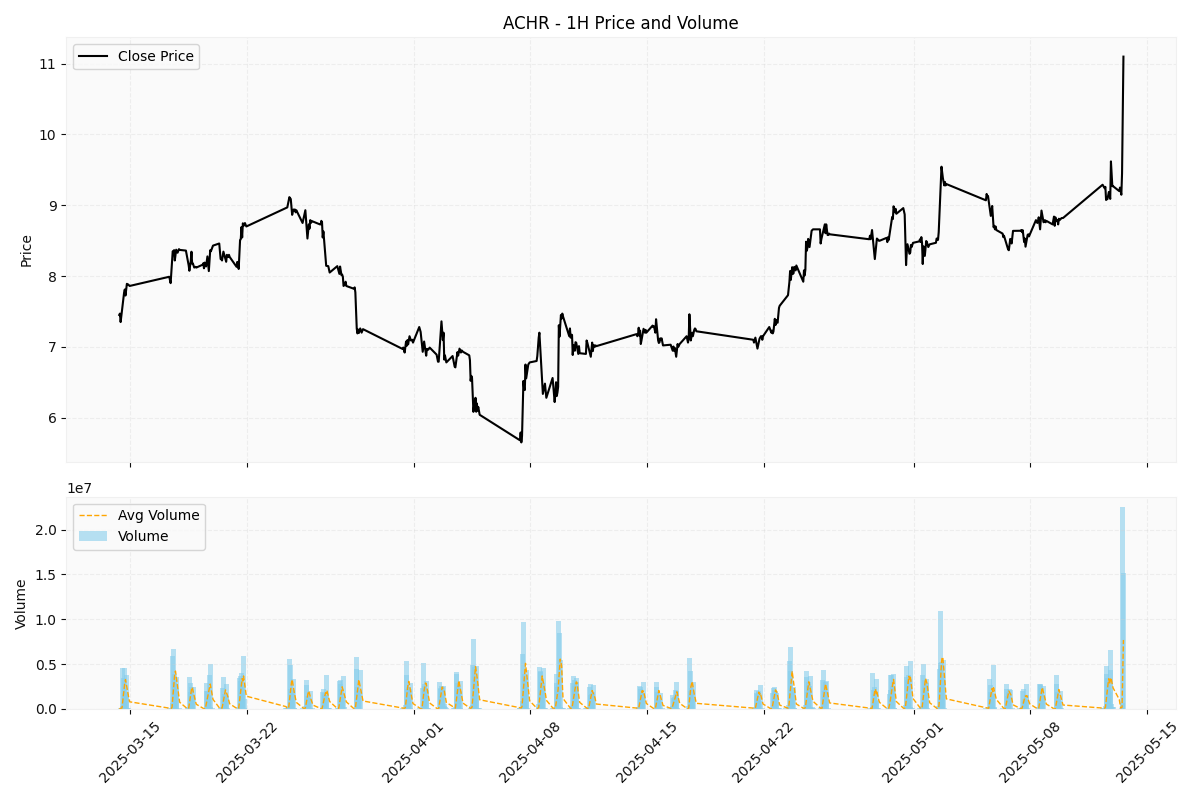 ACHR - 1H Price and Volume
Close Price
11
10
9
8
7
6
Price
1e7
Avg Volume
Volume
2.0
1.5
1.0
0.5
0.0
Volume
2025-03-15
2025-03-22
2025-04-01
2025-04-08
2025-04-15
2025-04-22
2025-05-01
2025-05-08
2025-05-15